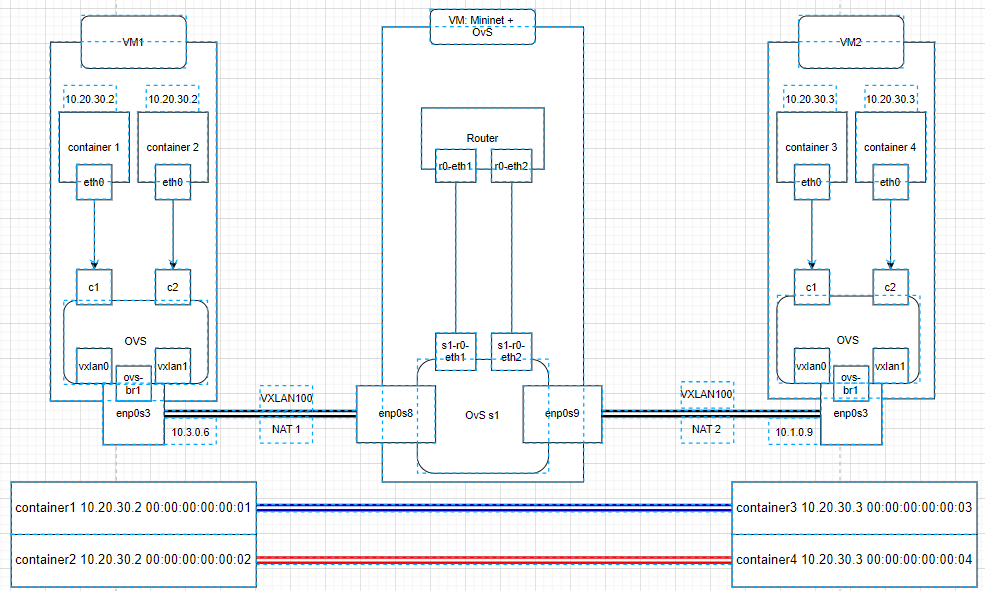 VM1
VM: Mininet +
OvS
VM2
10.20.30.2
10.20.30.2
10.20.30.3
10.20.30.3
container 1
container 2
Router
container 3
container 4
eth0
eth0
r0-eth1
r0-eth2
eth0
eth0
c1
c2
c1
c2
OVS
s1-r0-
eth1
s1-r0-
eth2
OVS
vxlan0
vxlan1
ovs-
br1
vxlan0
vxlan1
ovs-
br1
enp0s3
VXLAN100
enp0s8
OvS s1
enp0s9
VXLAN100
enp0s3
10.3.0.6
NAT 1
NAT 2
10.1.0.9
container1 10.20.30.2 00:00:00:00:00:01
container3 10.20.30.3 00:00:00:00:00:03
container2 10.20.30.2 00:00:00:00:00:02
container4 10.20.30.3 00:00:00:00:00:04